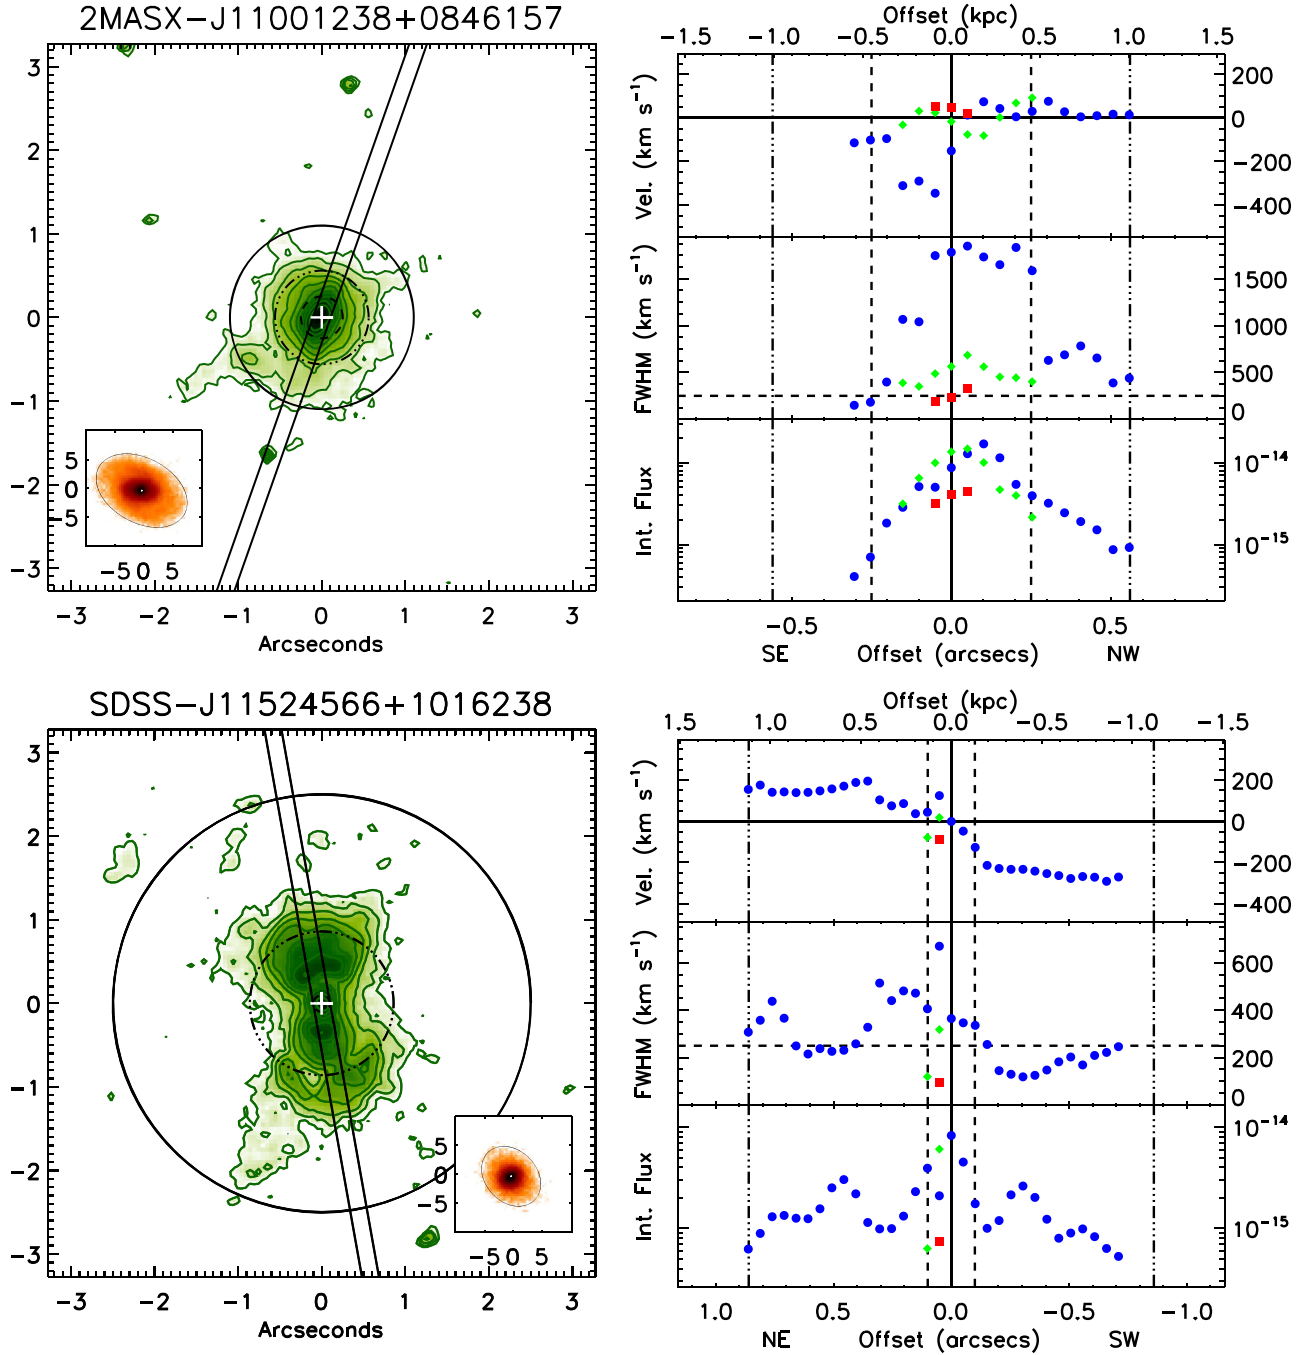 2MASX−J11001238+0846157
3
2
1
0
−1
−2
−3
−3 −2 −1 0 1 2 3
Arcseconds
5
0
−5
−5 0 5
Offset (kpc)
−1.5 −1.0 −0.5 0.0 0.5 1.0 1.5
Vel. (km s⁻¹)
200
0
−200
−400
FWHM (km s⁻¹)
1500
1000
500
0
Int. Flux
10⁻¹⁴
10⁻¹⁵
−0.5 0.0 0.5
SE Offset (arcsecs) NW
SDSS−J11524566+1016238
3
2
1
0
−1
−2
−3
−3 −2 −1 0 1 2 3
Arcseconds
5
0
−5
−5 0 5
Offset (kpc)
1.5 1.0 0.5 0.0 −0.5 −1.0 −1.5
Vel. (km s⁻¹)
200
0
−200
−400
FWHM (km s⁻¹)
600
400
200
0
Int. Flux
10⁻¹⁴
10⁻¹⁵
1.0 0.5 0.0 −0.5 −1.0
NE Offset (arcsecs) SW